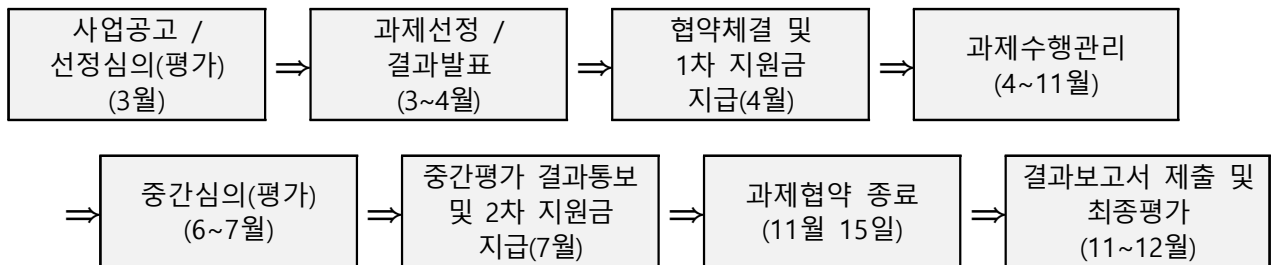 사업공고 /
선정심의(평가)
(3월)
⇒
과제선정 /
결과발표
(3~4월)
⇒
협약체결 및
1차 지원금
지급(4월)
⇒
과제수행관리
(4~11월)
⇒
중간심의(평가)
(6~7월)
⇒
중간평가 결과통보
및 2차 지원금
지급(7월)
⇒
과제협약 종료
(11월 15일)
⇒
결과보고서 제출 및
최종평가
(11~12월)